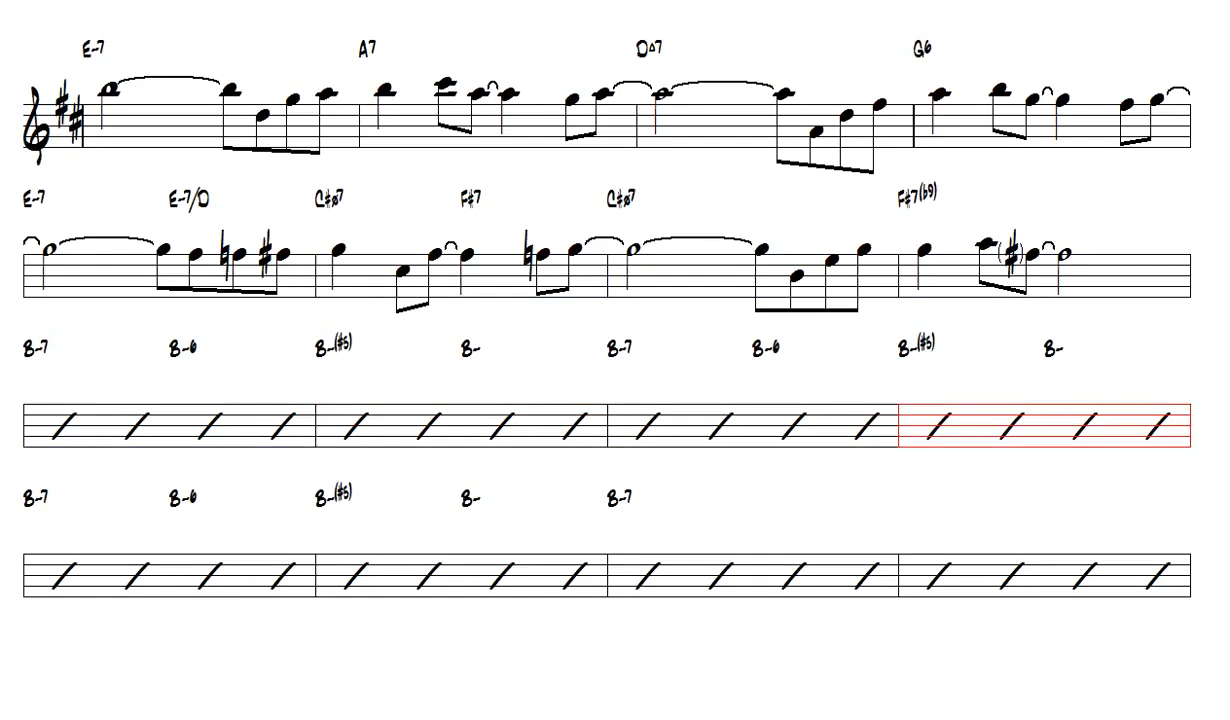 E-7 A7 D△7 G6
E-7 E-7/D C#ø7 F#7 C#ø7 F#7(b9)
B-7 B-6 B-(#5) B- B-7 B-6 B-(#5) B-
B-7 B-6 B-(#5) B- B-7